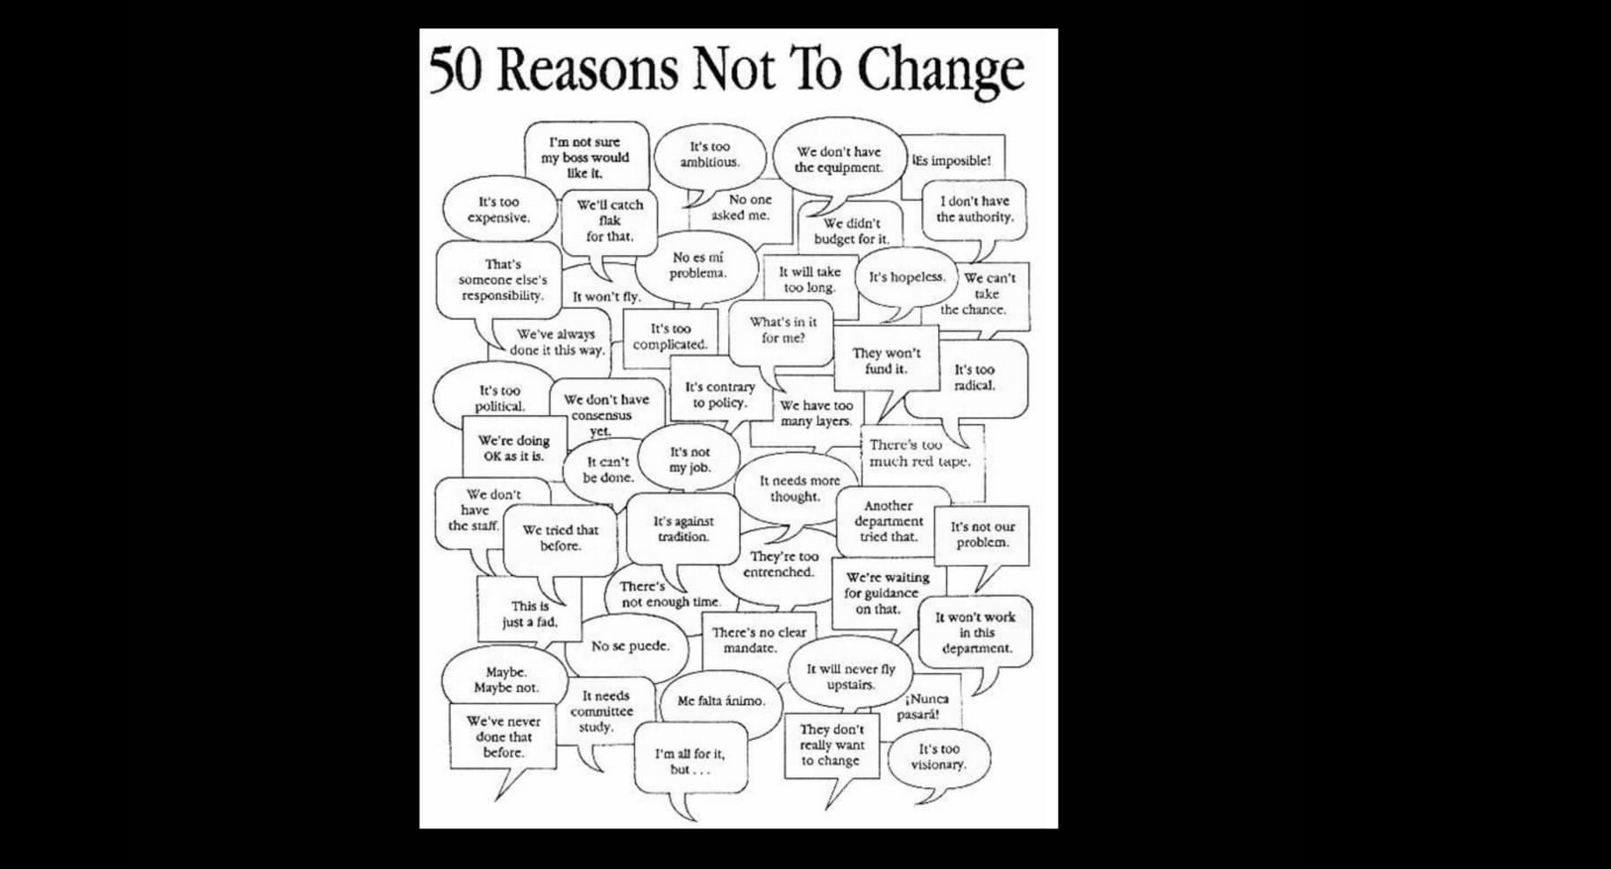 50 Reasons Not To Change
I'm not sure
my boss would
like it.
It's too
ambitious.
We don't have
the equipment.
¡Es imposible!
It's too
expensive.
We'll catch
flak
for that.
No one
asked me.
We didn't
budget for it.
I don't have
the authority.
That's
someone else's
responsibility.
It won't fly.
No es mi
problema.
It will take
too long.
It's hopeless.
We can't
take
the chance.
We've always
done it this way.
It's too
complicated.
What's in it
for me?
They won't
fund it.
It's too
radical.
It's too
political.
We don't have
consensus
yet.
It's contrary
to policy.
We have too
many layers.
We're doing
OK as it is.
It can't
be done.
It's not
my job.
It needs more
thought.
There's too
much red tape.
We don't
have
the staff.
We tried that
before.
It's against
tradition.
Another
department
tried that.
It's not our
problem.
They're too
entrenched.
This is
just a fad.
There's
not enough time.
We're waiting
for guidance
on that.
It won't work
in this
department.
No se puede.
There's no clear
mandate.
It will never fly
upstairs.
Maybe.
Maybe not.
It needs
committee
study.
Me falta ánimo.
¡Nunca
pasará!
We've never
done that
before.
I'm all for it,
but . . .
They don't
really want
to change
It's too
visionary.